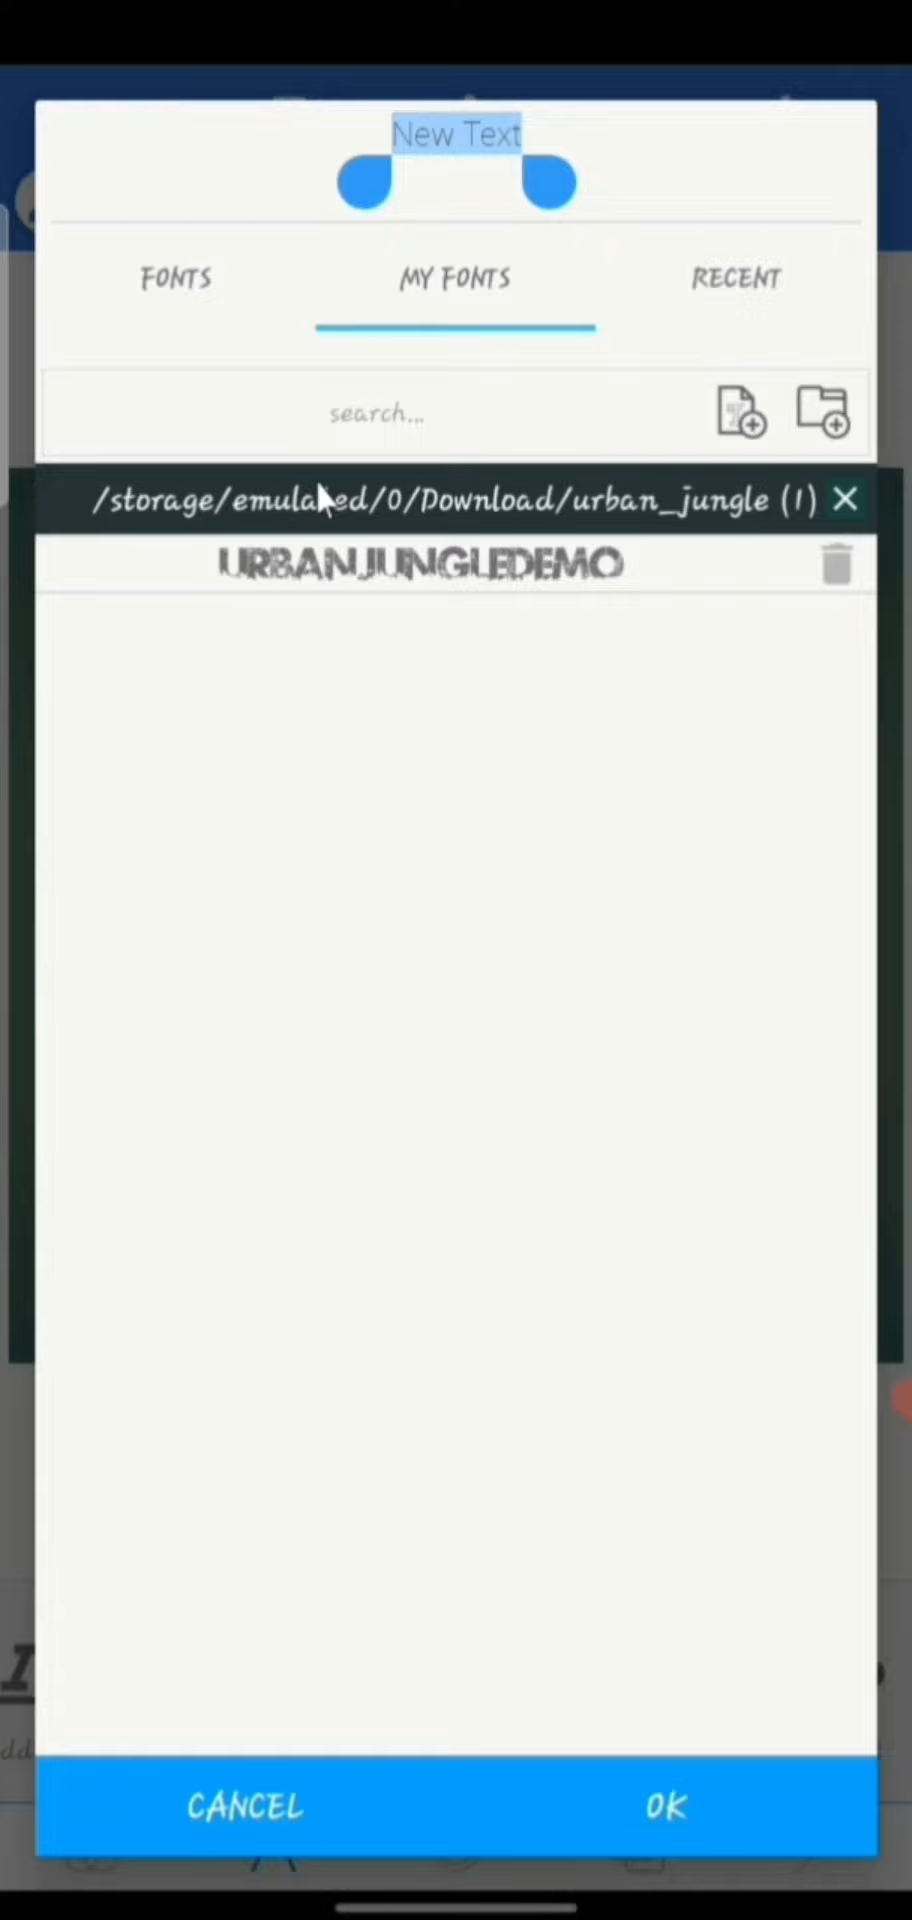 New Text
FONTS MY FONTS RECENT
search...
/storage/emulated/0/Download/urban_jungle (1)
URBANJUNGLEDEMO
CANCEL OK